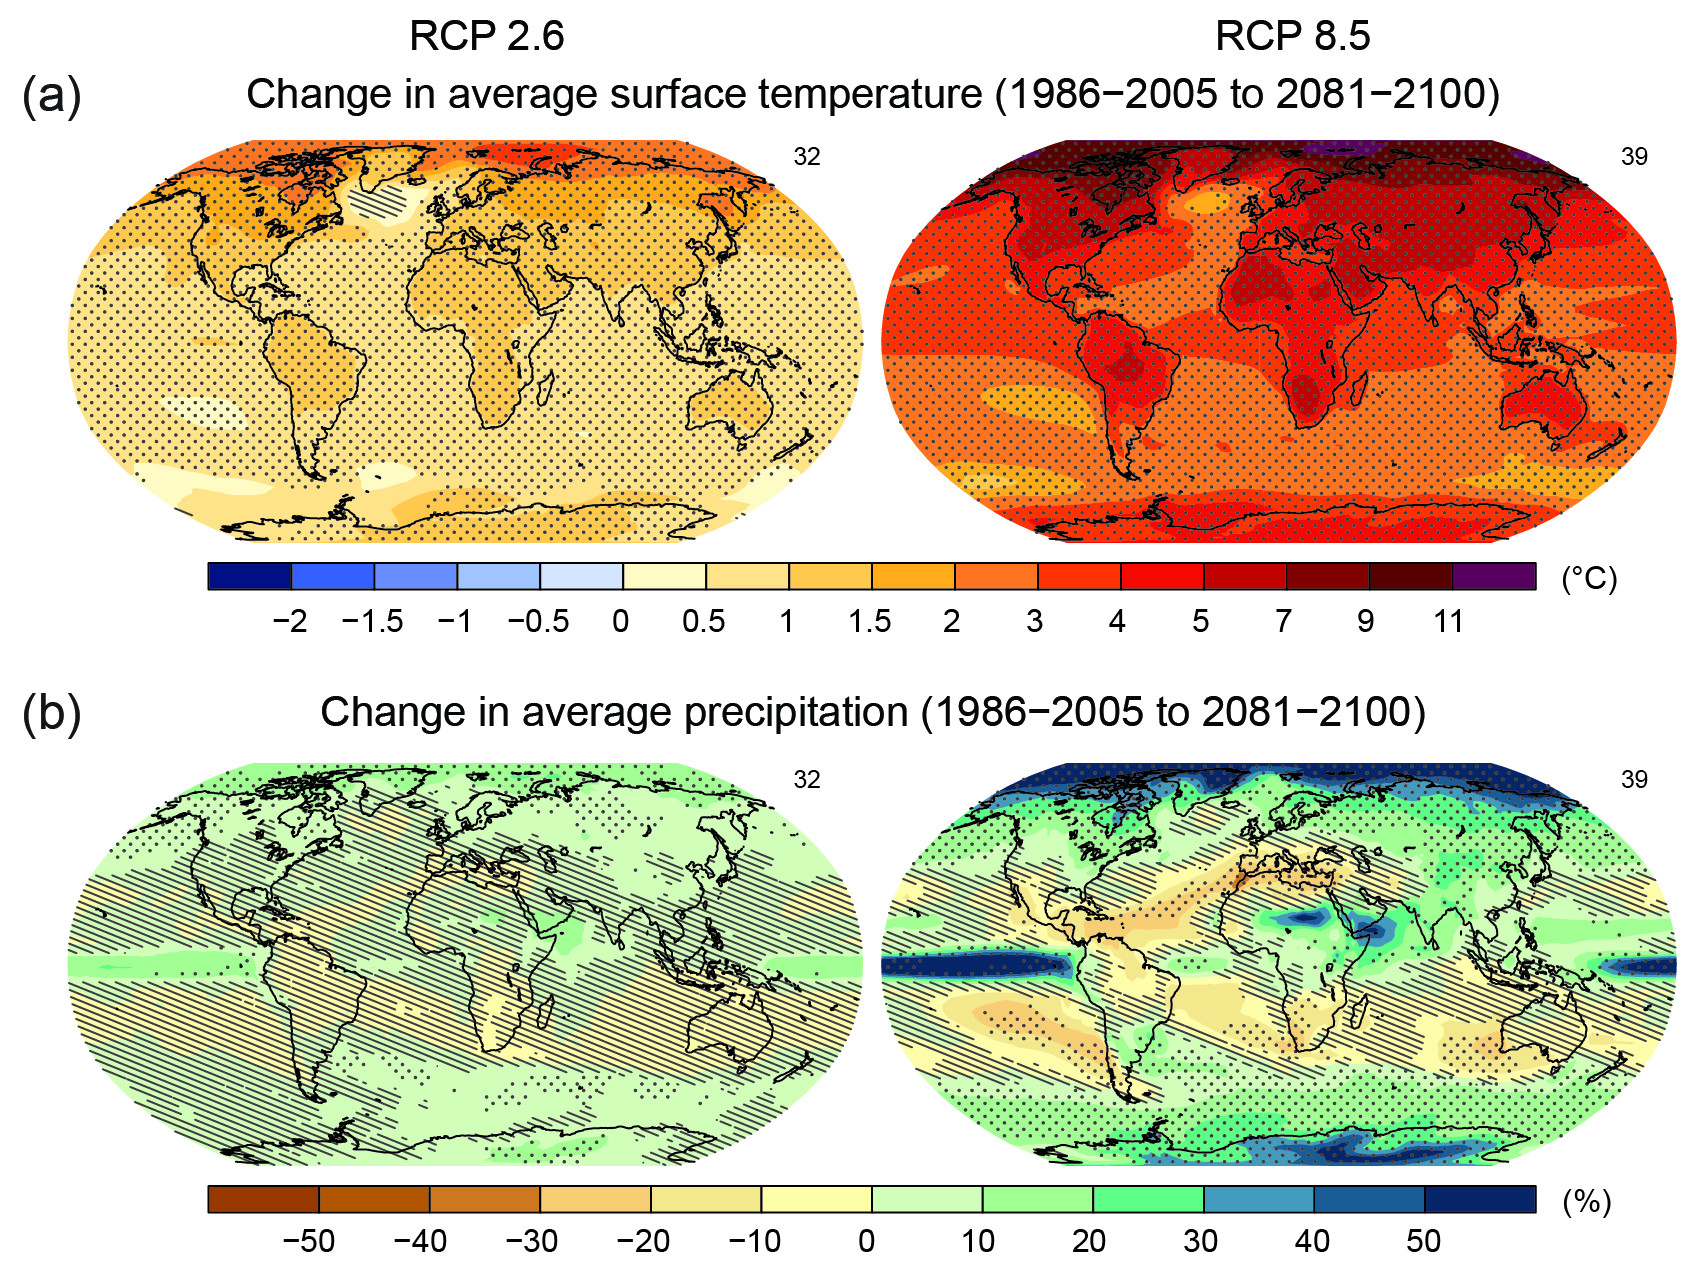 RCP 2.6 RCP 8.5
(a) Change in average surface temperature (1986−2005 to 2081−2100)
32 39
(°C)
−2 −1.5 −1 −0.5 0 0.5 1 1.5 2 3 4 5 7 9 11
(b) Change in average precipitation (1986−2005 to 2081−2100)
32 39
(%)
−50 −40 −30 −20 −10 0 10 20 30 40 50